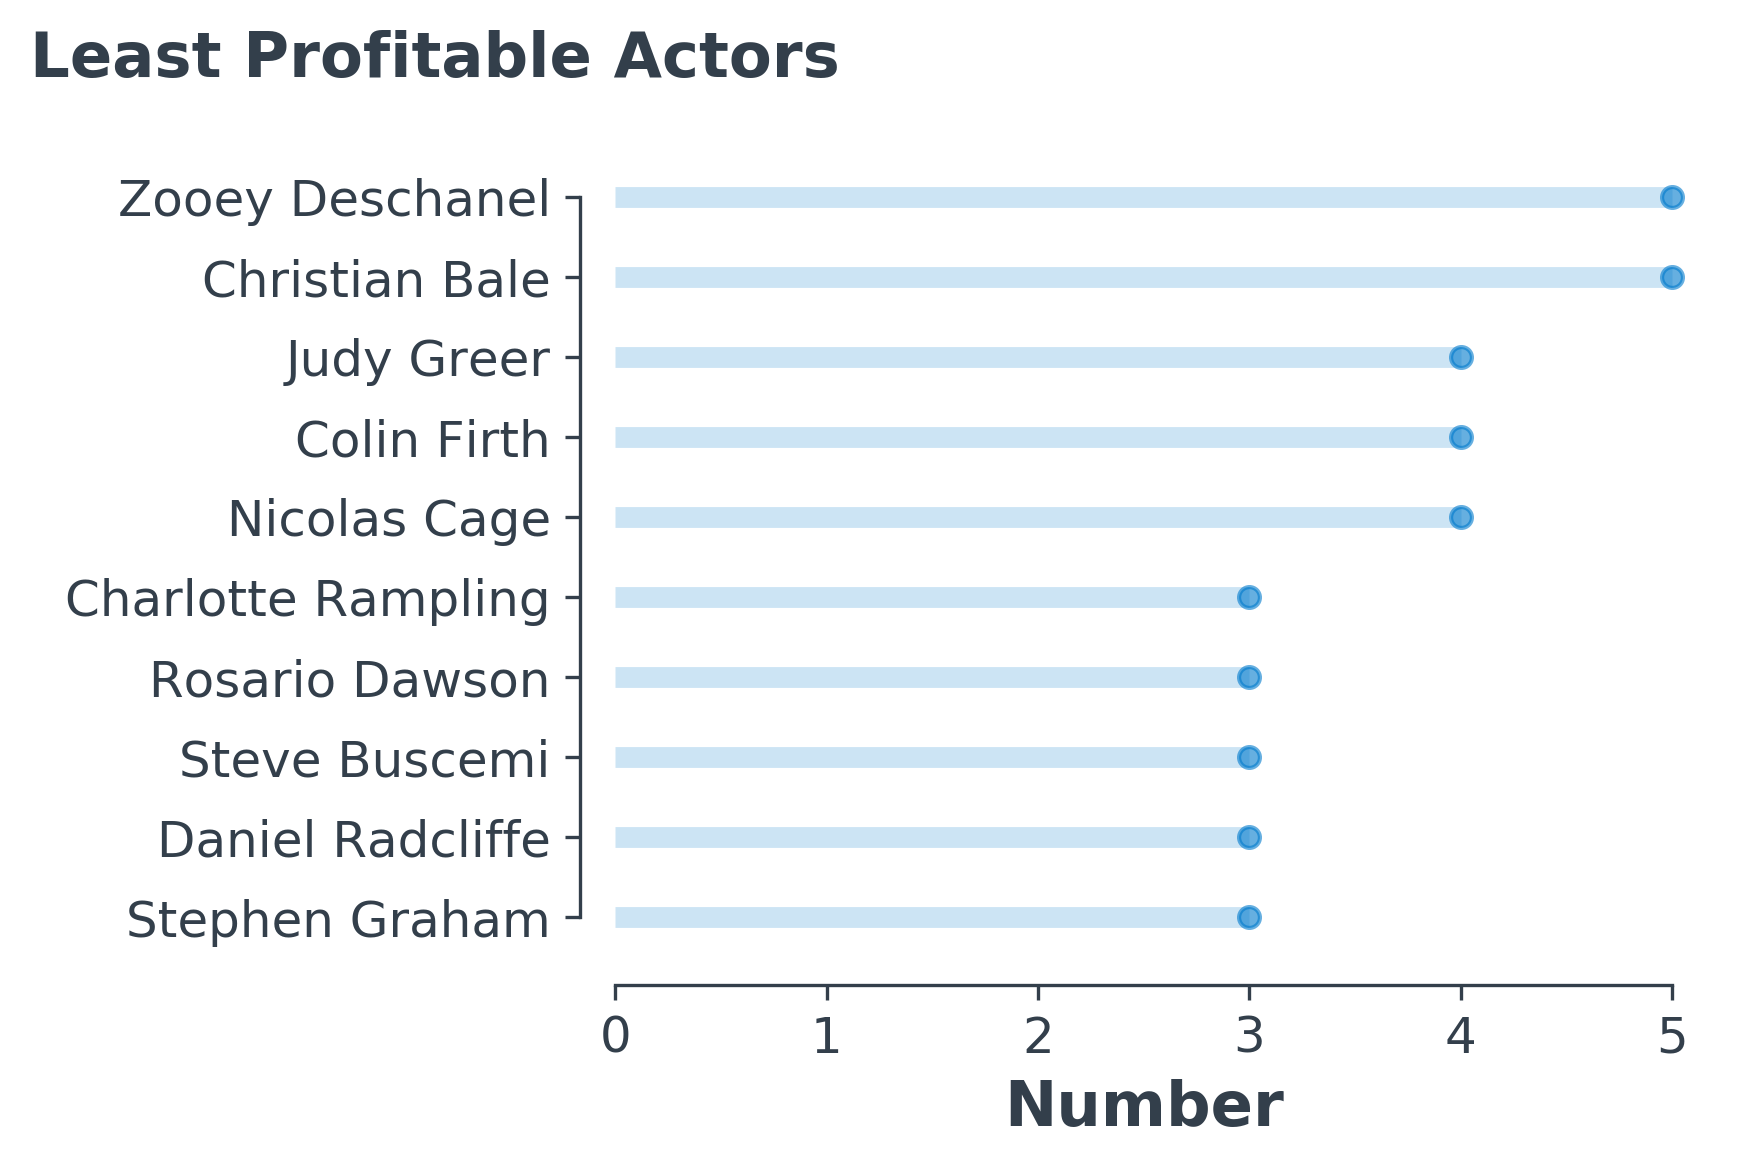 Least Profitable Actors
Zooey Deschanel
Christian Bale
Judy Greer
Colin Firth
Nicolas Cage
Charlotte Rampling
Rosario Dawson
Steve Buscemi
Daniel Radcliffe
Stephen Graham
0 1 2 3 4 5
Number